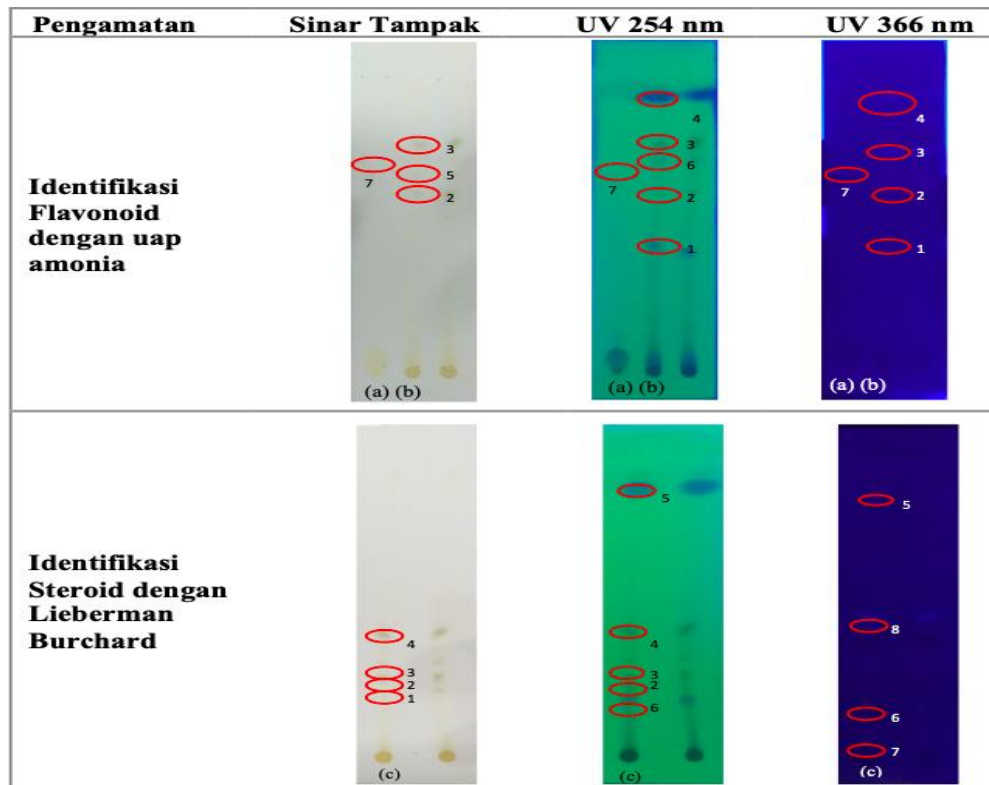 Pengamatan Sinar Tampak UV 254 nm UV 366 nm
Identifikasi
Flavonoid
dengan uap
amonia
3
7
5
2
(a) (b)
4
3
6
7
2
1
(a) (b)
4
3
7
2
1
(a) (b)
Identifikasi
Steroid dengan
Lieberman
Burchard
4
3
2
1
(c)
5
4
3
2
6
(c)
5
8
6
7
(c)